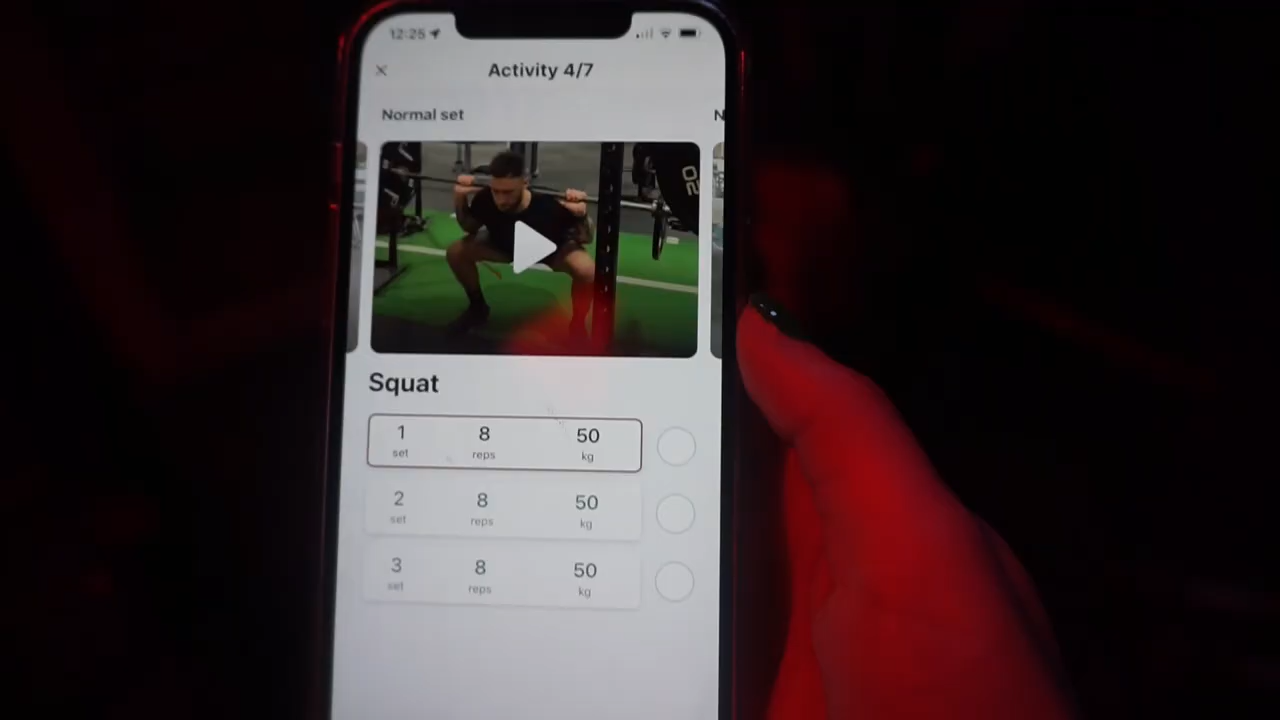 12:25
Activity 4/7
Normal set
N
20
Squat
1 8 50
set reps kg
2 8 50
set reps kg
3 8 50
set reps kg